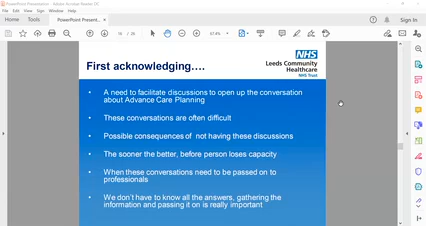 PowerPoint Presentation - Adobe Acrobat Reader DC
File Edit View Sign Window Help
Home Tools PowerPoint Present... × Sign In
16 / 26 57.4%
First acknowledging....
NHS
Leeds Community
Healthcare
NHS Trust
• A need to facilitate discussions to open up the conversation
about Advance Care Planning
• These conversations are often difficult
• Possible consequences of not having these discussions
• The sooner the better, before person loses capacity
• When these conversations need to be passed on to
professionals
• We don't have to know all the answers, gathering the
information and passing it on is really important